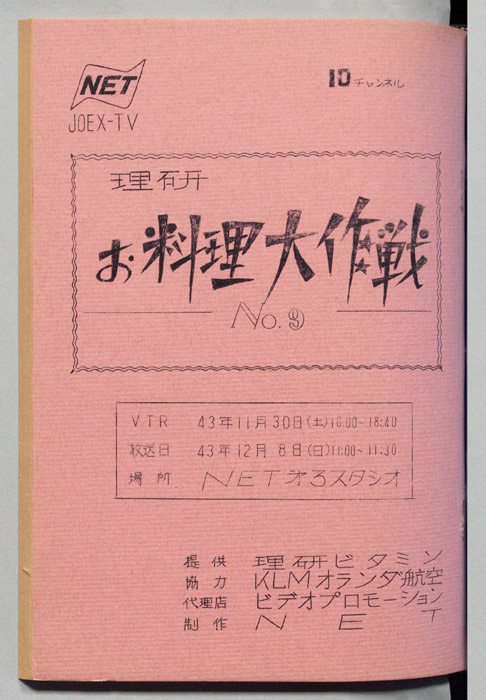 NET
JOEX-TV
10チャンネル
理研
お料理大作戦
No.9
VTR 43年11月30日(土)16:00~18:40
放送日 43年12月8日(日)11:00~11:30
場所 NETオ3スタジオ
提供 理研ビタミン
協力 KLMオランダ航空
代理店 ビデオプロモーション
制作 NET